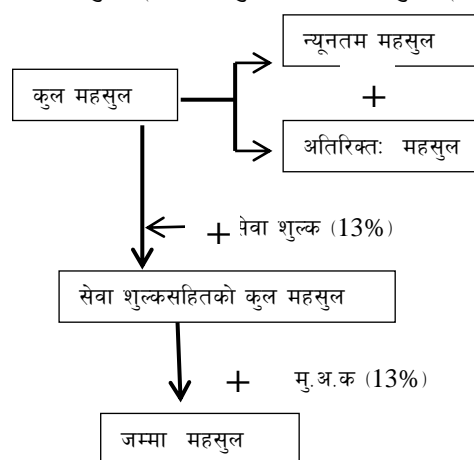 न्यूनतम महसुल
कुल महसुल
+
अतिरिक्त: महसुल
+ सेवा शुल्क (13%)
सेवा शुल्कसहितको कुल महसुल
+ मु.अ.क (13%)
जम्मा महसुल